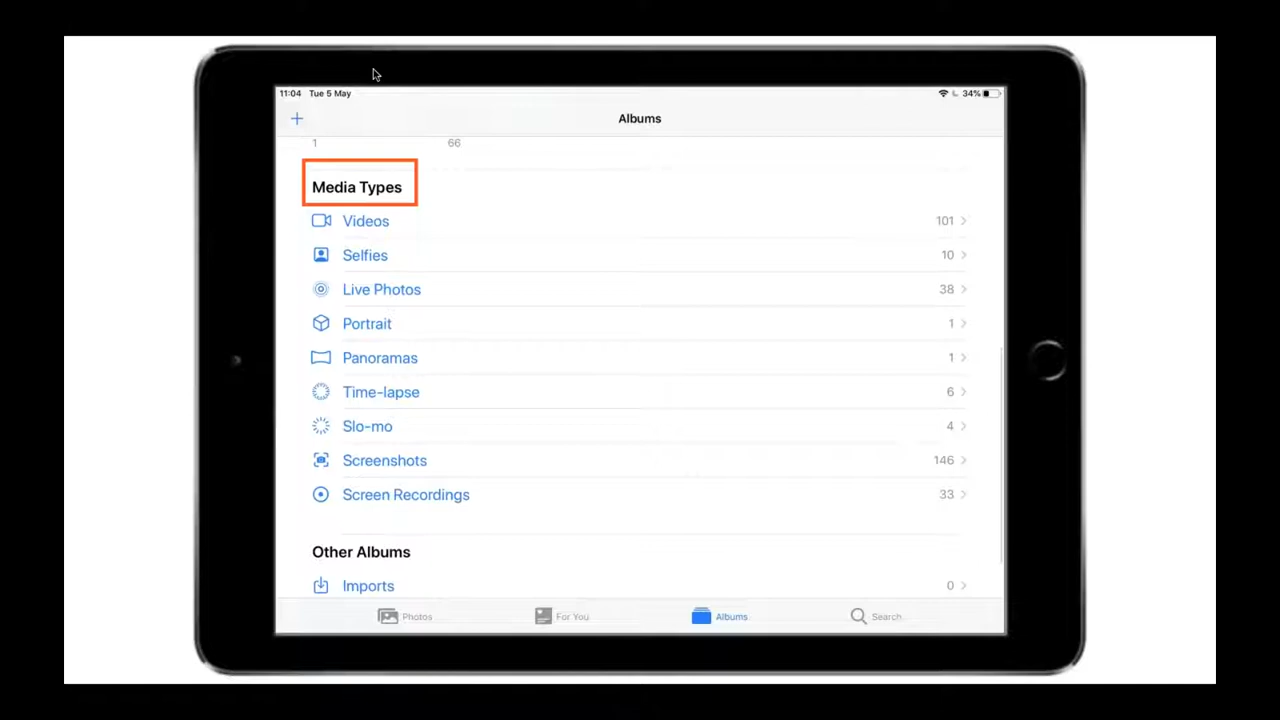 11:04 Tue 5 May 34%
Albums
1 66
Media Types
Videos 101
Selfies 10
Live Photos 38
Portrait 1
Panoramas 1
Time-lapse 6
Slo-mo 4
Screenshots 146
Screen Recordings 33
Other Albums
Imports 0
Photos For You Albums Search